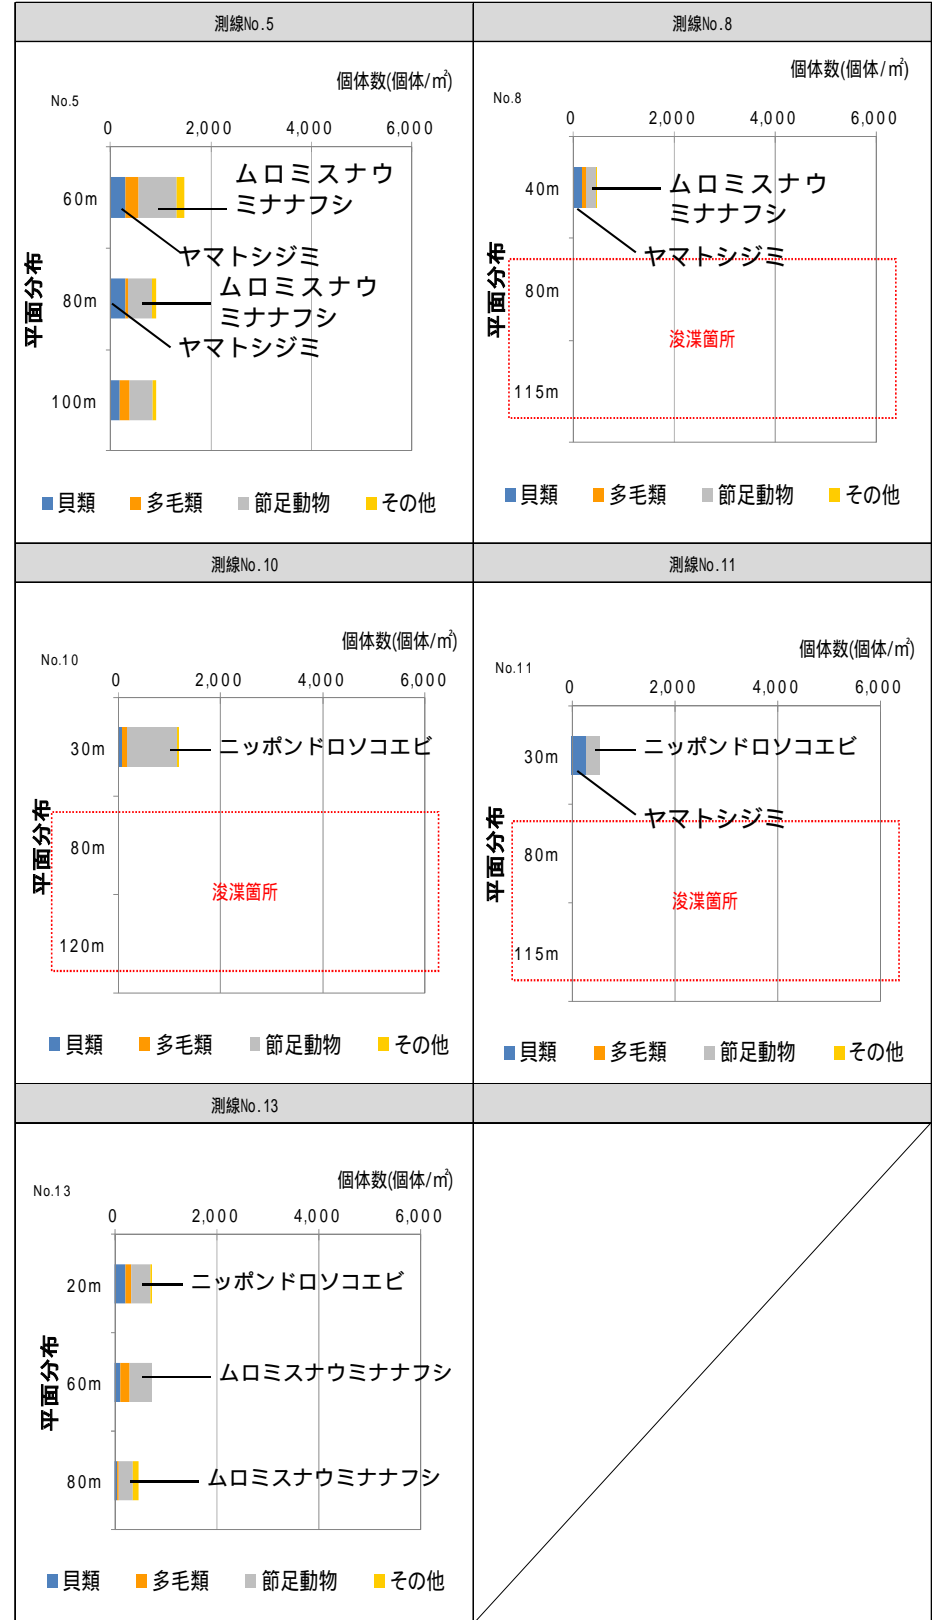 測線No.5
測線No.8
個体数(個体/㎡)
No.5
0 2,000 4,000 6,000
60m
ムロミスナウ
ミナナフシ
ヤマトシジミ
80m
ムロミスナウ
ミナナフシ
ヤマトシジミ
100m
平面分布
貝類 多毛類 節足動物 その他
個体数(個体/㎡)
No.8
0 2,000 4,000 6,000
40m
ムロミスナウ
ミナナフシ
ヤマトシジミ
80m
浚渫箇所
115m
平面分布
貝類 多毛類 節足動物 その他
測線No.10
測線No.11
個体数(個体/㎡)
No.10
0 2,000 4,000 6,000
30m
ニッポンドロソコエビ
80m
浚渫箇所
120m
平面分布
貝類 多毛類 節足動物 その他
個体数(個体/㎡)
No.11
0 2,000 4,000 6,000
30m
ニッポンドロソコエビ
ヤマトシジミ
80m
浚渫箇所
115m
平面分布
貝類 多毛類 節足動物 その他
測線No.13
個体数(個体/㎡)
No.13
0 2,000 4,000 6,000
20m
ニッポンドロソコエビ
60m
ムロミスナウミナナフシ
80m
ムロミスナウミナナフシ
平面分布
貝類 多毛類 節足動物 その他